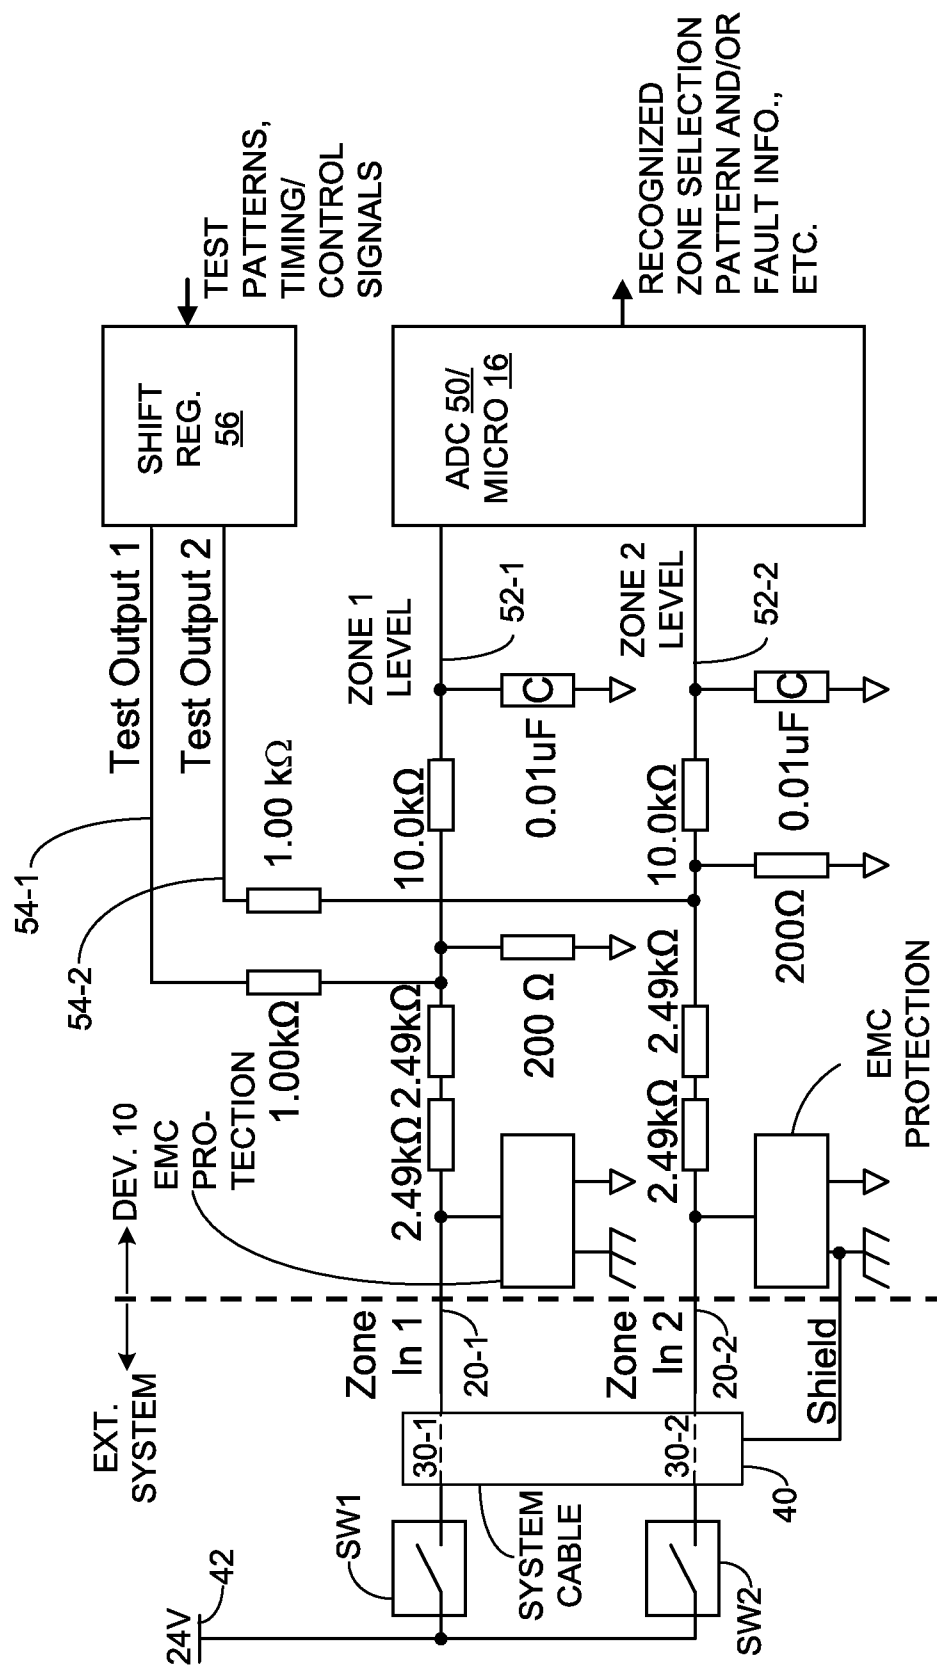 EXT.
SYSTEM
DEV. 10
24V
42
SW1
SW2
SYSTEM
CABLE
40
30-1
30-2
Zone
In 1
20-1
Zone
In 2
20-2
Shield
EMC
PRO-
TECTION
EMC
PROTECTION
2.49kΩ
2.49kΩ
2.49kΩ
2.49kΩ
1.00kΩ
1.00 kΩ
200 Ω
200Ω
10.0kΩ
10.0kΩ
C
0.01uF
C
0.01uF
54-1
54-2
Test Output 1
Test Output 2
ZONE 1
LEVEL
52-1
ZONE 2
LEVEL
52-2
SHIFT
REG.
56
ADC 50/
MICRO 16
TEST
PATTERNS,
TIMING/
CONTROL
SIGNALS
RECOGNIZED
ZONE SELECTION
PATTERN AND/OR
FAULT INFO.,
ETC.